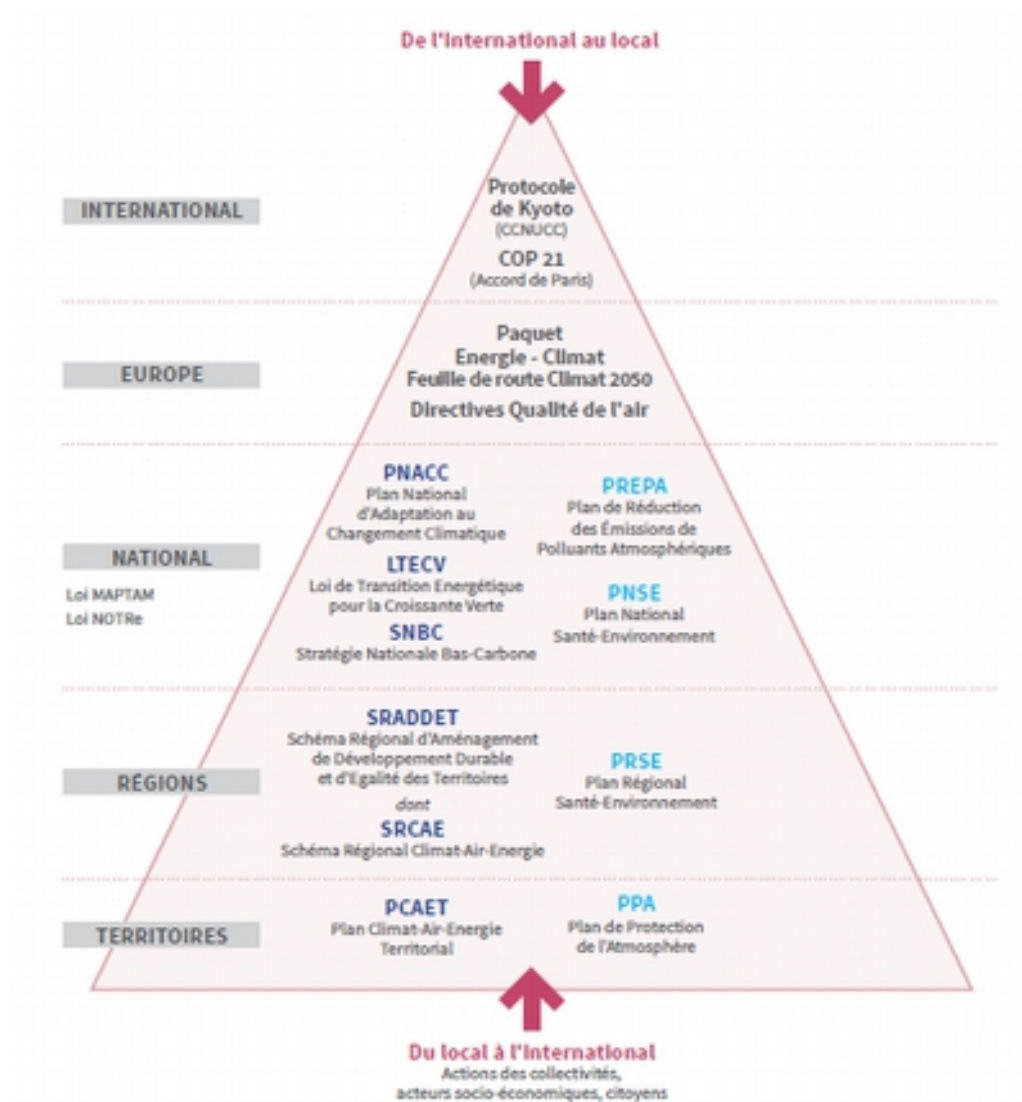 De l'International au local
INTERNATIONAL
Protocole
de Kyoto
(CCNUCC)
COP 21
(Accord de Paris)
EUROPE
Paquet
Energie - Climat
Feuille de route Climat 2050
Directives Qualité de l'air
NATIONAL
Loi MAPTAM
Loi NOTRe
PNACC
Plan National
d'Adaptation au
Changement Climatique
LTECV
Loi de Transition Energétique
pour la Croissante Verte
SNBC
Stratégie Nationale Bas-Carbone
PREPA
Plan de Réduction
des Émissions de
Polluants Atmosphériques
PNSE
Plan National
Santé-Environnement
RÉGIONS
SRADDET
Schéma Régional d'Aménagement
de Développement Durable
et d'Egalité des Territoires
dont
SRCAE
Schéma Régional Climat-Air-Energie
PRSE
Plan Régional
Santé-Environnement
TERRITOIRES
PCAET
Plan Climat-Air-Energie
Territorial
PPA
Plan de Protection
de l'Atmosphère
Du local à l'International
Actions des collectivités,
acteurs socio-économiques, citoyens